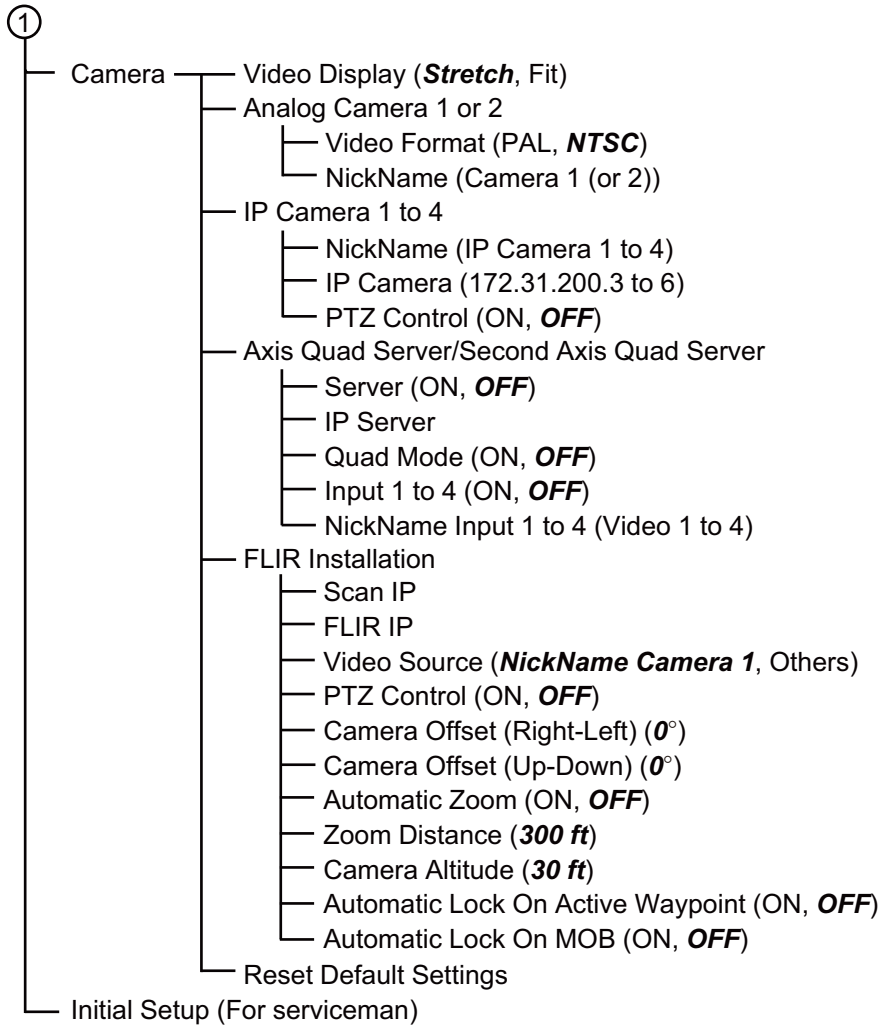 1
Camera
Video Display (Stretch, Fit)
Analog Camera 1 or 2
Video Format (PAL, NTSC)
NickName (Camera 1 (or 2))
IP Camera 1 to 4
NickName (IP Camera 1 to 4)
IP Camera (172.31.200.3 to 6)
PTZ Control (ON, OFF)
Axis Quad Server/Second Axis Quad Server
Server (ON, OFF)
IP Server
Quad Mode (ON, OFF)
Input 1 to 4 (ON, OFF)
NickName Input 1 to 4 (Video 1 to 4)
FLIR Installation
Scan IP
FLIR IP
Video Source (NickName Camera 1, Others)
PTZ Control (ON, OFF)
Camera Offset (Right-Left) (0°)
Camera Offset (Up-Down) (0°)
Automatic Zoom (ON, OFF)
Zoom Distance (300 ft)
Camera Altitude (30 ft)
Automatic Lock On Active Waypoint (ON, OFF)
Automatic Lock On MOB (ON, OFF)
Reset Default Settings
Initial Setup (For serviceman)